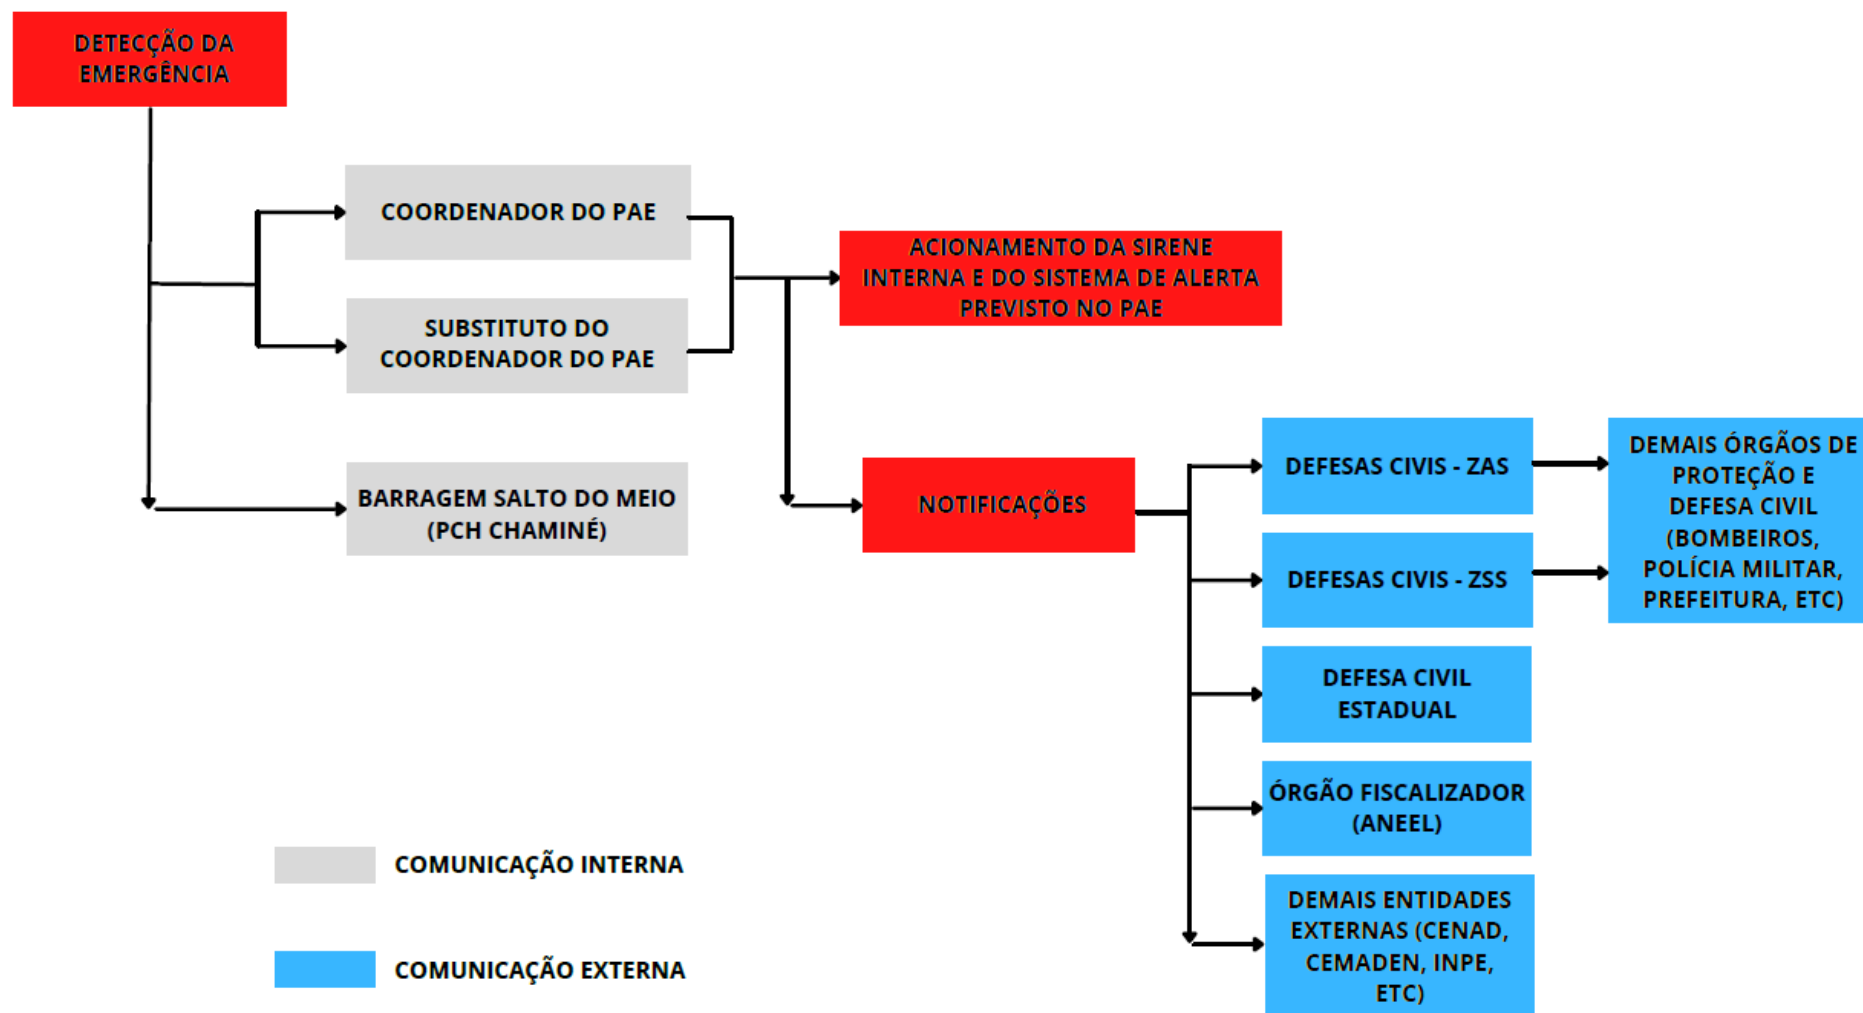 DETECÇÃO DA
EMERGÊNCIA
COORDENADOR DO PAE
SUBSTITUTO DO
COORDENADOR DO PAE
BARRAGEM SALTO DO MEIO
(PCH CHAMINÉ)
ACIONAMENTO DA SIRENE
INTERNA E DO SISTEMA DE ALERTA
PREVISTO NO PAE
NOTIFICAÇÕES
DEFESAS CIVIS - ZAS
DEFESAS CIVIS - ZSS
DEFESA CIVIL
ESTADUAL
ÓRGÃO FISCALIZADOR
(ANEEL)
DEMAIS ENTIDADES
EXTERNAS (CENAD,
CEMADEN, INPE,
ETC)
DEMAIS ÓRGÃOS DE
PROTEÇÃO E
DEFESA CIVIL
(BOMBEIROS,
POLÍCIA MILITAR,
PREFEITURA, ETC)
COMUNICAÇÃO INTERNA
COMUNICAÇÃO EXTERNA